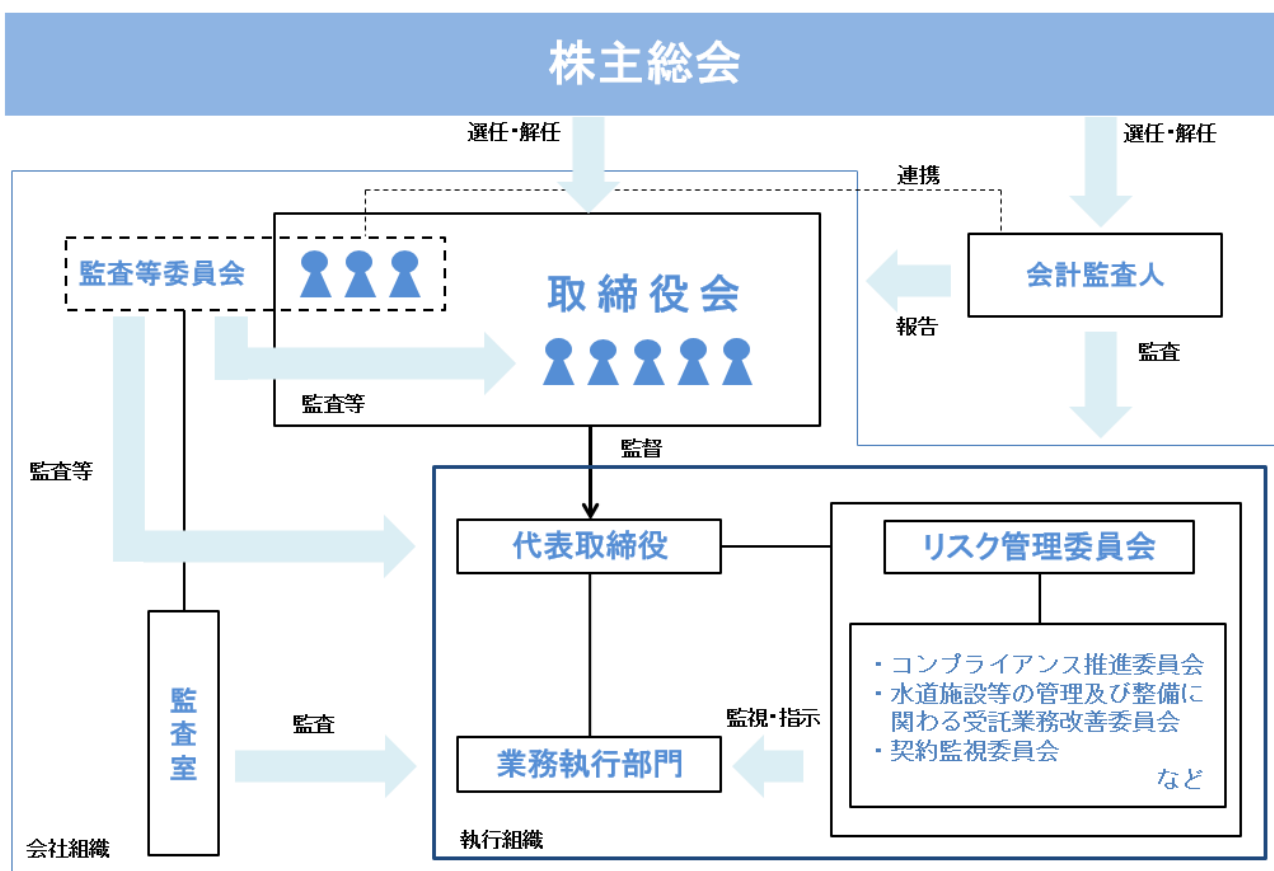 株主総会
選任・解任
選任・解任
連携
監査等委員会
取締役会
会計監査人
報告
監査
監査等
監督
監査等
代表取締役
リスク管理委員会
・コンプライアンス推進委員会
・水道施設等の管理及び整備に
関わる受託業務改善委員会
・契約監視委員会
など
監査室
監査
監視・指示
業務執行部門
執行組織
会社組織